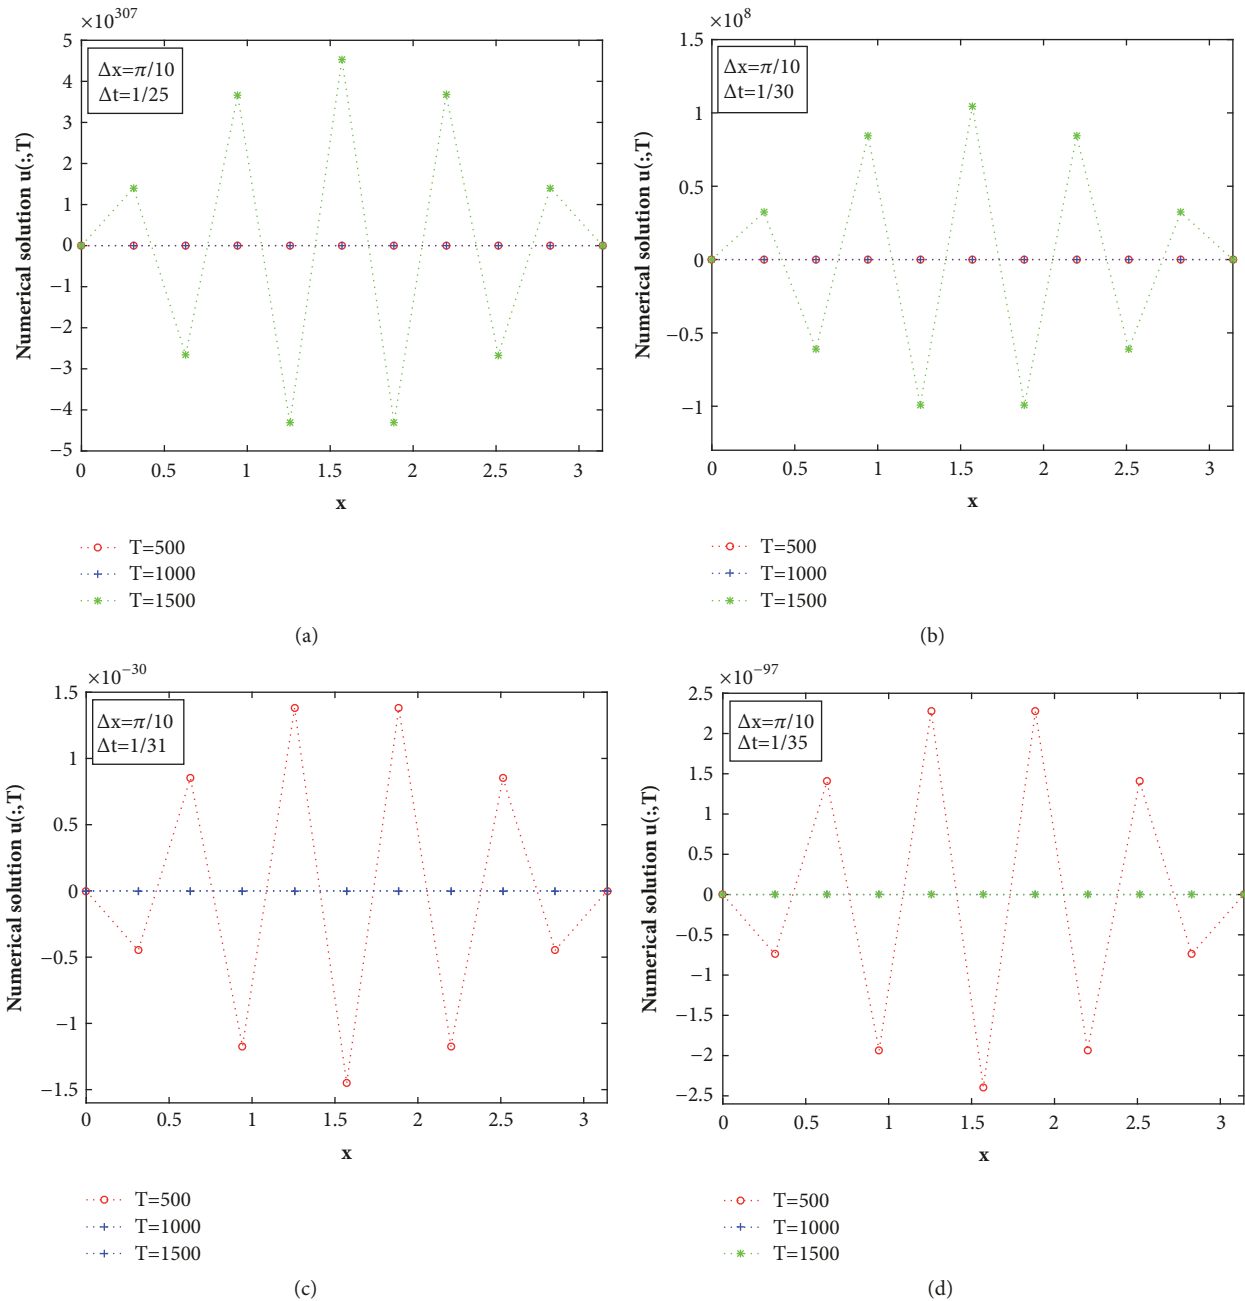 ×10^307
Δx=π/10
Δt=1/25
Numerical solution u(:,T)
5
4
3
2
1
0
−1
−2
−3
−4
−5
0 0.5 1 1.5 2 2.5 3
x
T=500
T=1000
T=1500
(a)
×10^8
Δx=π/10
Δt=1/30
Numerical solution u(:,T)
1.5
1
0.5
0
−0.5
−1
0 0.5 1 1.5 2 2.5 3
x
T=500
T=1000
T=1500
(b)
×10^−30
Δx=π/10
Δt=1/31
Numerical solution u(:,T)
1.5
1
0.5
0
−0.5
−1
−1.5
0 0.5 1 1.5 2 2.5 3
x
T=500
T=1000
T=1500
(c)
×10^−97
Δx=π/10
Δt=1/35
Numerical solution u(:,T)
2.5
2
1.5
1
0.5
0
−0.5
−1
−1.5
−2
−2.5
0 0.5 1 1.5 2 2.5 3
x
T=500
T=1000
T=1500
(d)